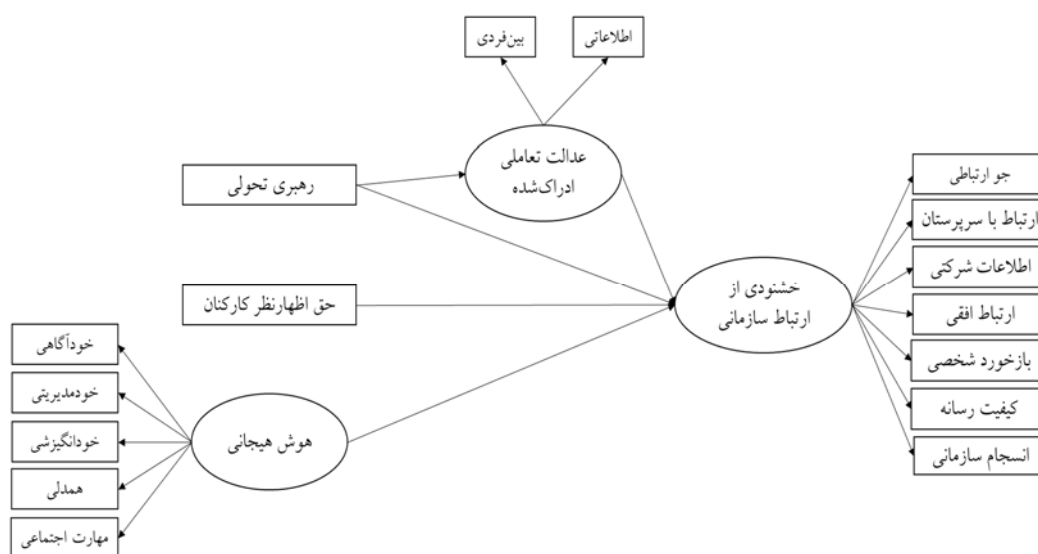 اطلاعاتی
بین‌فردی
عدالت تعاملی
ادراک‌شده
رهبری تحولی
حق اظهارنظر کارکنان
خشنودی از
ارتباط سازمانی
جو ارتباطی
ارتباط با سرپرستان
اطلاعات شرکتی
ارتباط افقی
بازخورد شخصی
کیفیت رسانه
انسجام سازمانی
هوش هیجانی
خودآگاهی
خودمدیریتی
خودانگیزشی
همدلی
مهارت اجتماعی